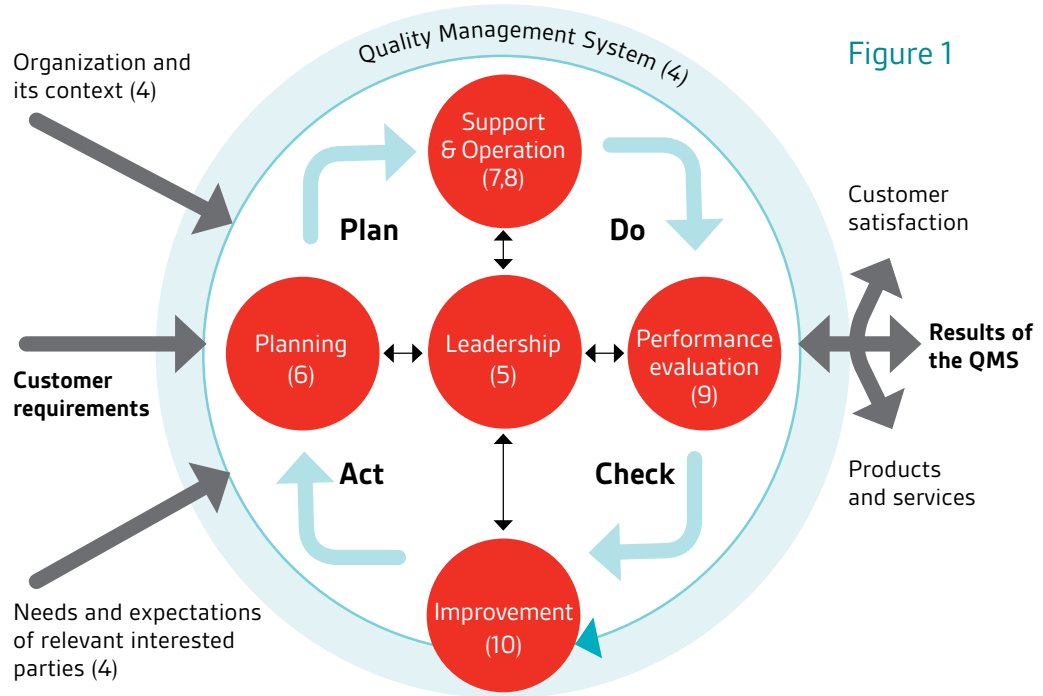 Quality Management System (4)
Figure 1
Organization and
its context (4)
Support
& Operation
(7,8)
Customer
satisfaction
Plan
Do
Planning
(6)
Leadership
(5)
Performance
evaluation
(9)
Results of
the QMS
Customer
requirements
Act
Check
Products
and services
Needs and expectations
of relevant interested
parties (4)
Improvement
(10)